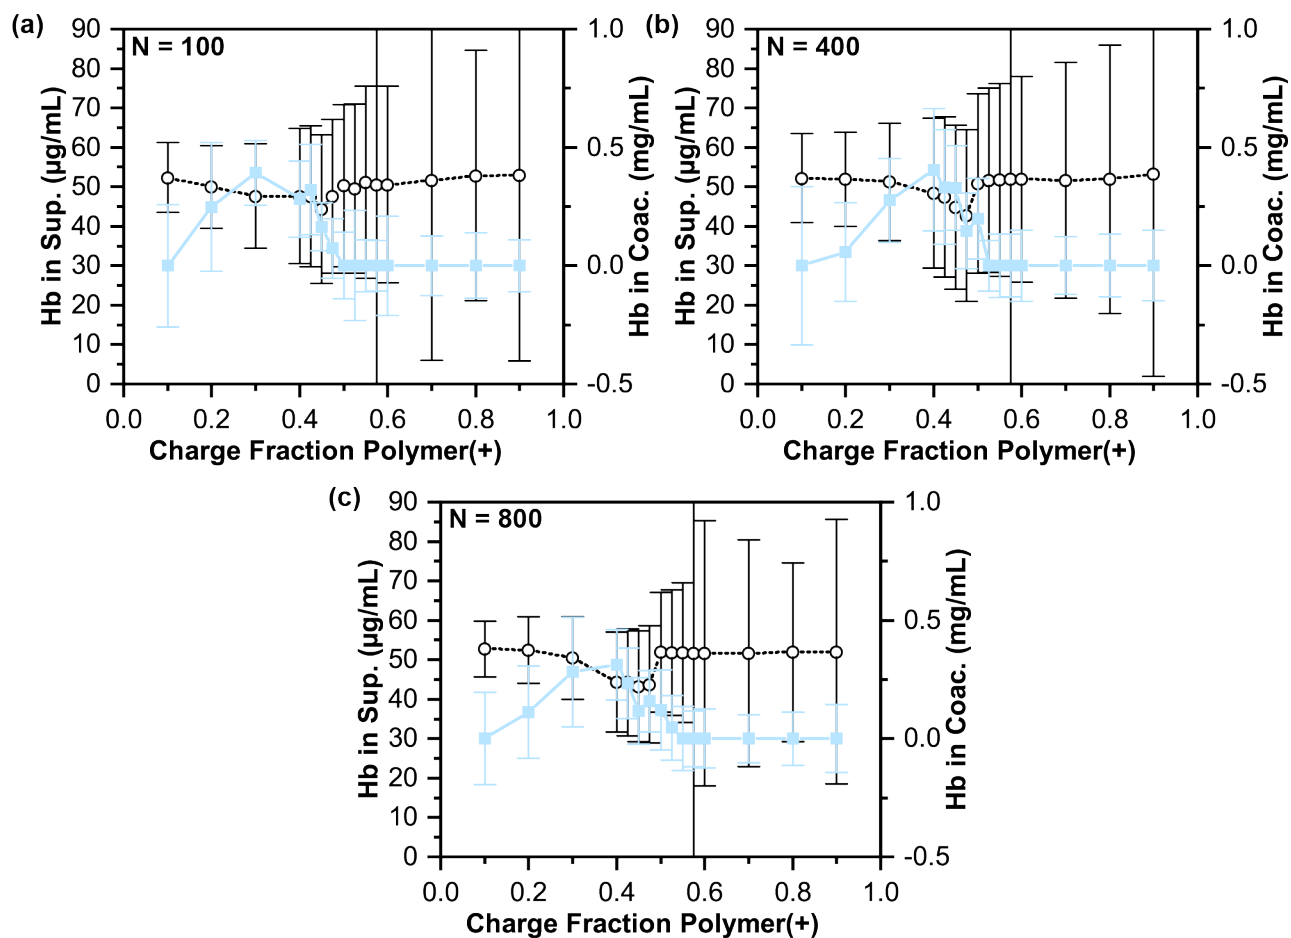 (a)
N = 100
90
80
70
60
50
40
30
20
10
0
Hb in Sup. (µg/mL)
1.0
0.5
0.0
-0.5
Hb in Coac. (mg/mL)
0.0 0.2 0.4 0.6 0.8 1.0
Charge Fraction Polymer(+)
(b)
N = 400
90
80
70
60
50
40
30
20
10
0
Hb in Sup. (µg/mL)
1.0
0.5
0.0
-0.5
Hb in Coac. (mg/mL)
0.0 0.2 0.4 0.6 0.8 1.0
Charge Fraction Polymer(+)
(c)
N = 800
90
80
70
60
50
40
30
20
10
0
Hb in Sup. (µg/mL)
1.0
0.5
0.0
-0.5
Hb in Coac. (mg/mL)
0.0 0.2 0.4 0.6 0.8 1.0
Charge Fraction Polymer(+)